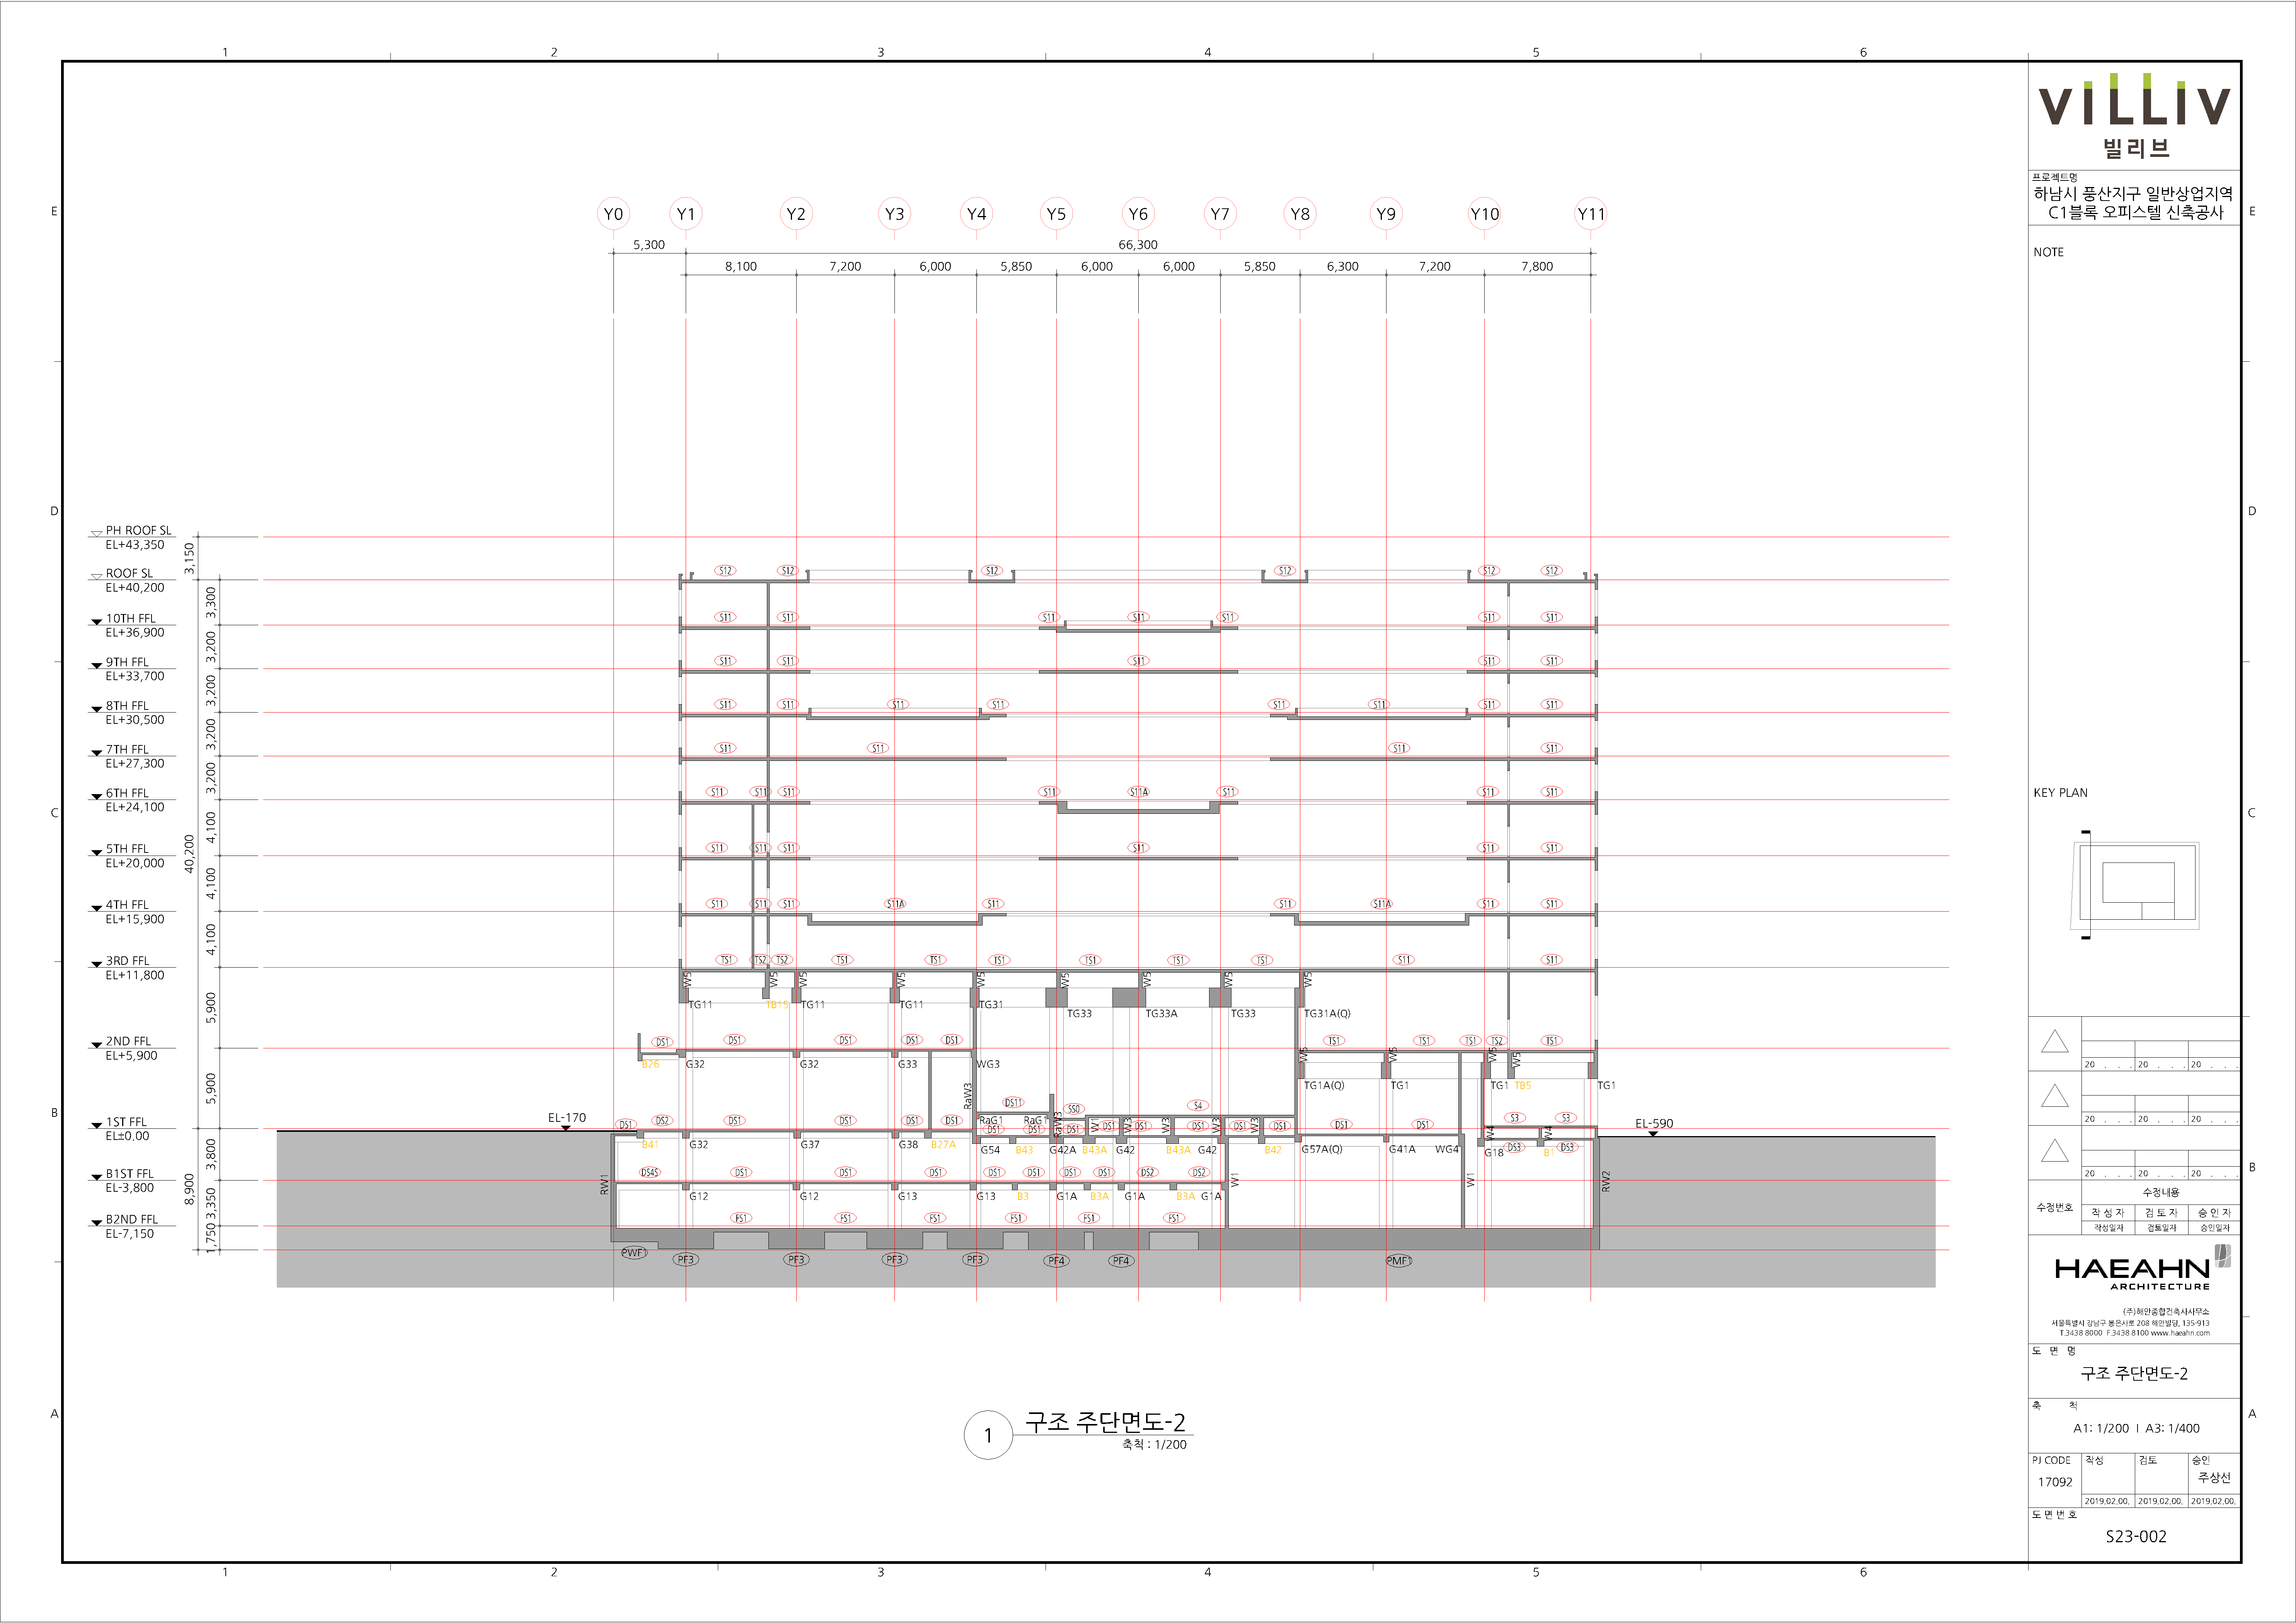 1 2 3 4 5 6
VILLIV
빌리브
프로젝트명
하남시 풍산지구 일반상업지역
C1블록 오피스텔 신축공사
NOTE
E E
Y0 Y1 Y2 Y3 Y4 Y5 Y6 Y7 Y8 Y9 Y10 Y11
5,300 66,300
8,100 7,200 6,000 5,850 6,000 6,000 5,850 6,300 7,200 7,800
D D
PH ROOF SL
EL+43,350
3,150
ROOF SL
EL+40,200
S12 S12 S12 S12 S12 S12
3,300
10TH FFL
EL+36,900
S11 S11 S11 S11 S11 S11 S11
3,200
9TH FFL
EL+33,700
S11 S11 S11 S11 S11
3,200
8TH FFL
EL+30,500
S11 S11 S11 S11 S11 S11 S11 S11
3,200
7TH FFL
EL+27,300
S11 S11 S11 S11
3,200
6TH FFL
EL+24,100
S11 S11 S11 S11 S11A S11 S11 S11
KEY PLAN
C C
4,100
40,200
5TH FFL
EL+20,000
S11 S11 S11 S11 S11 S11
4,100
4TH FFL
EL+15,900
S11 S11 S11 S11A S11 S11 S11A S11 S11
4,100
3RD FFL
EL+11,800
TS1 TS2 TS2 TS1 TS1 TS1 TS1 TS1 TS1 S11 S11
W5 W5 W5 W5 W5 W5 W5 W5 W5
TG11 TB15 TG11 TG11 TG31 TG33 TG33A TG33 TG31A(Q)
5,900
2ND FFL
EL+5,900
DS1 DS1 DS1 DS1 DS1 TS1 TS1 TS1 TS2 TS1
W5 W5 W5 W5
B26 G32 G32 G33 WG3
TG1A(Q) TG1 TG1 TB5 TG1
5,900
RaW3 DS11 SS0 S4 S3 S3
B B
1ST FFL
EL±0.00
EL-170
EL-590
DS1 DS2 DS1 DS1 DS1 DS1 RaG1 RaG1 RaW3 W1 W3 W3 W3 W3 W4 W4
DS1 DS1 DS1 DS1 DS1 DS1 DS1 DS1 DS1 DS1 DS3 DS3
B41 G32 G37 G38 B27A G54 B43 G42A B43A G42 B43A G42 B42 G57A(Q) G41A WG4 G18 B1
3,800
B1ST FFL
EL-3,800
RW1 DS4S DS1 DS1 DS1 DS1 DS1 DS1 DS1 DS2 DS2 W1 W1 RW2
G12 G12 G13 G13 B3 G1A B3A G1A B3A G1A
8,900
3,350
B2ND FFL
EL-7,150
FS1 FS1 FS1 FS1 FS1 FS1
1,750
PWF1 PF3 PF3 PF3 PF3 PF4 PF4 PMF1
20 . . . 20 . . . 20 . . .
20 . . . 20 . . . 20 . . .
20 . . . 20 . . . 20 . . .
수정번호 수정내용
작 성 자 검 토 자 승 인 자
작성일자 검토일자 승인일자
HAEAHN
ARCHITECTURE
(주)해안종합건축사사무소
서울특별시 강남구 봉은사로 208 해안빌딩, 135-913
T.3438 8000 F.3438 8100 www.haeahn.com
도 면 명
구조 주단면도-2
A A
축 척
A1: 1/200 I A3: 1/400
1 구조 주단면도-2
축척 : 1/200
PJ CODE 작성 검토 승인
17092 주상선
2019.02.00. 2019.02.00. 2019.02.00.
도 면 번 호
S23-002
1 2 3 4 5 6